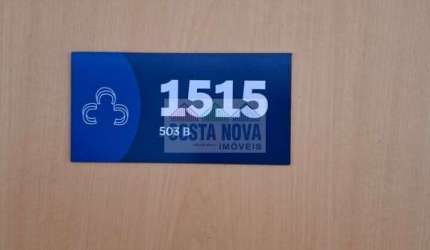 1515
503 B
COSTA NOVA
IMÓVEIS